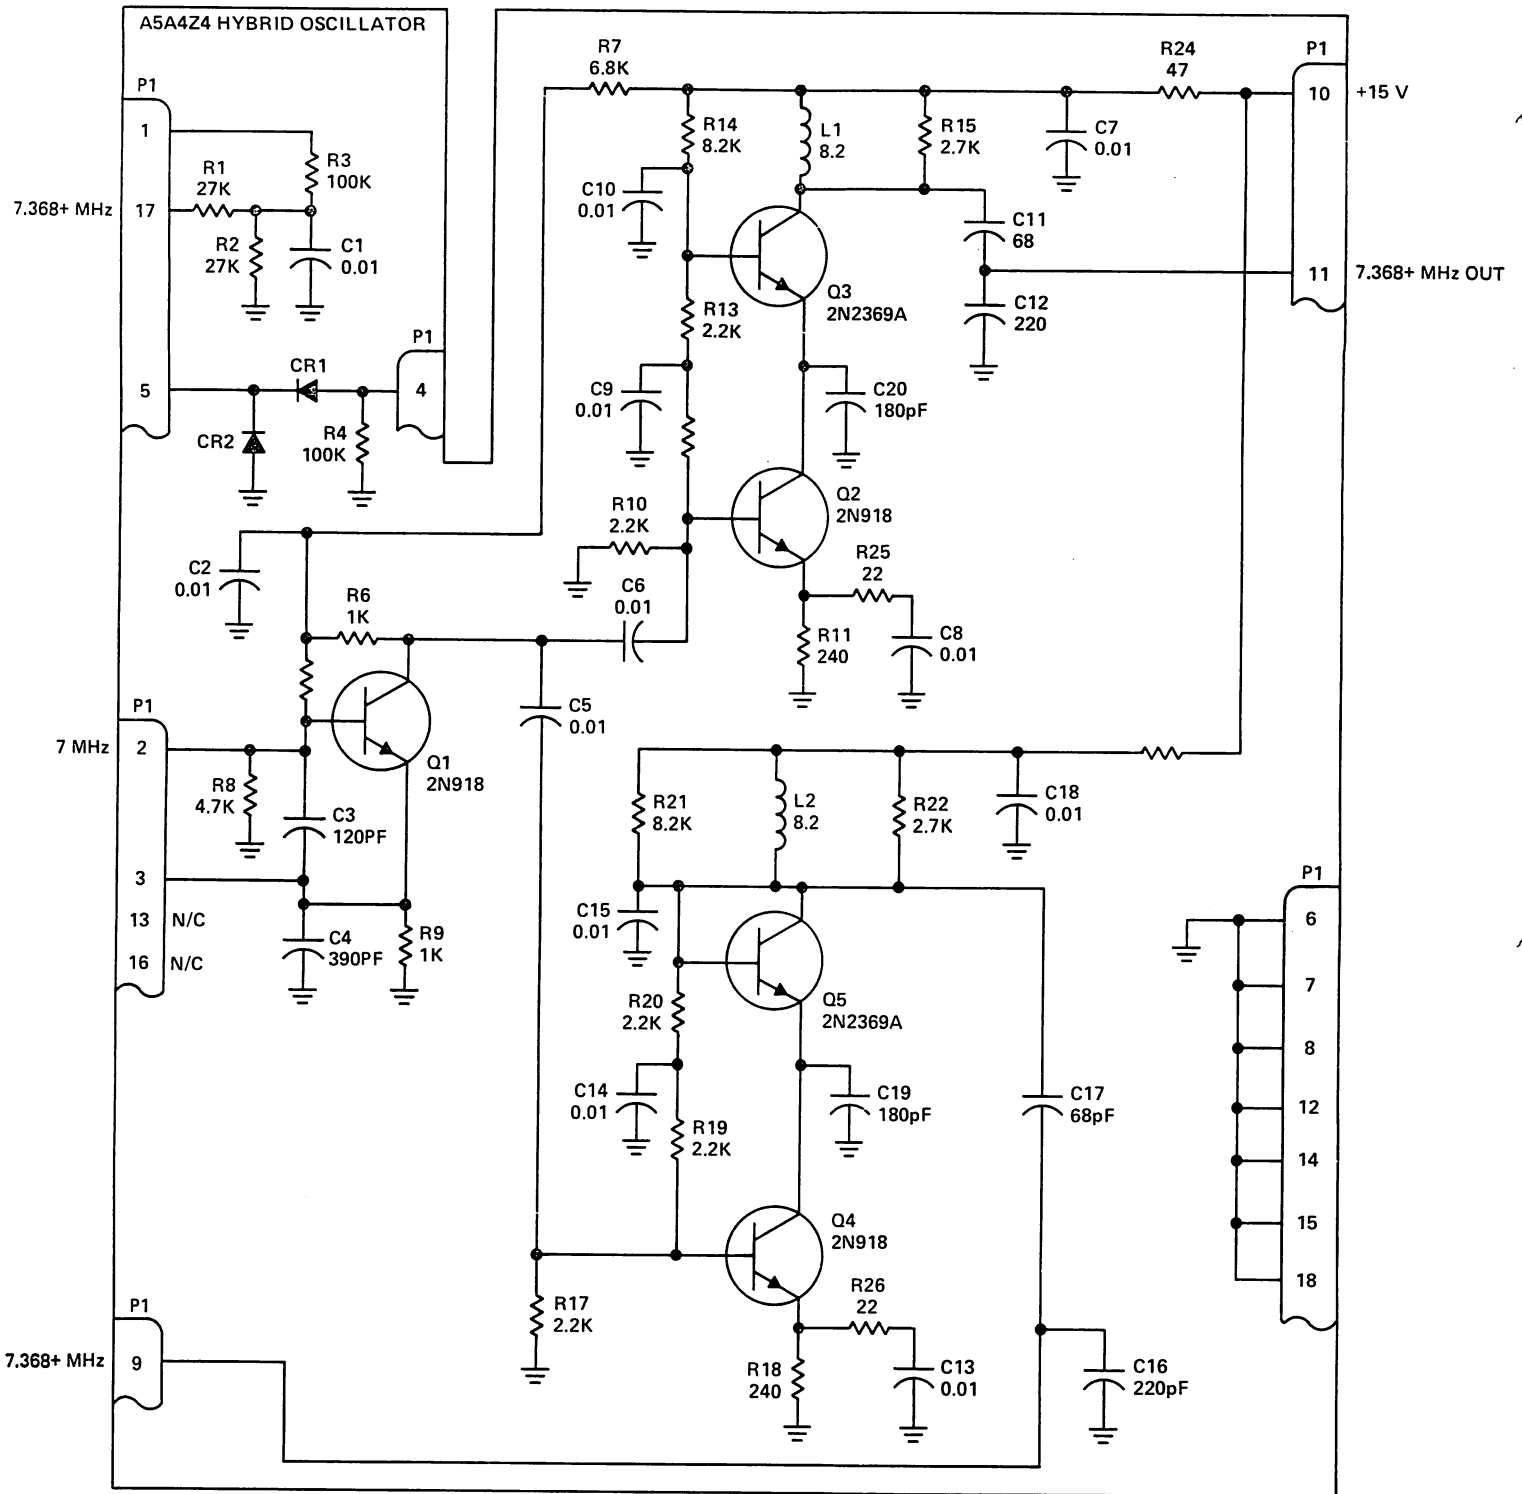 A5A4Z4 HYBRID OSCILLATOR
P1
1
R3
100K
R1
27K
7.368+ MHz
17
R2
27K
C1
0.01
P1
5
CR1
4
CR2
R4
100K
R7
6.8K
R24
47
P1
10
+15 V
R14
8.2K
L1
8.2
R15
2.7K
C7
0.01
C10
0.01
C11
68
Q3
2N2369A
11
7.368+ MHz OUT
R13
2.2K
C12
220
C9
0.01
C20
180pF
Q2
2N918
R10
2.2K
R25
22
C2
0.01
R6
1K
C6
0.01
R11
240
C8
0.01
P1
7 MHz
2
Q1
2N918
C5
0.01
R8
4.7K
C3
120PF
3
13 N/C
16 N/C
C4
390PF
R9
1K
R21
8.2K
L2
8.2
R22
2.7K
C18
0.01
C15
0.01
P1
6
7
8
12
14
15
18
R20
2.2K
Q5
2N2369A
C14
0.01
C19
180pF
C17
68pF
R19
2.2K
Q4
2N918
R17
2.2K
R26
22
R18
240
C13
0.01
C16
220pF
P1
7.368+ MHz
9